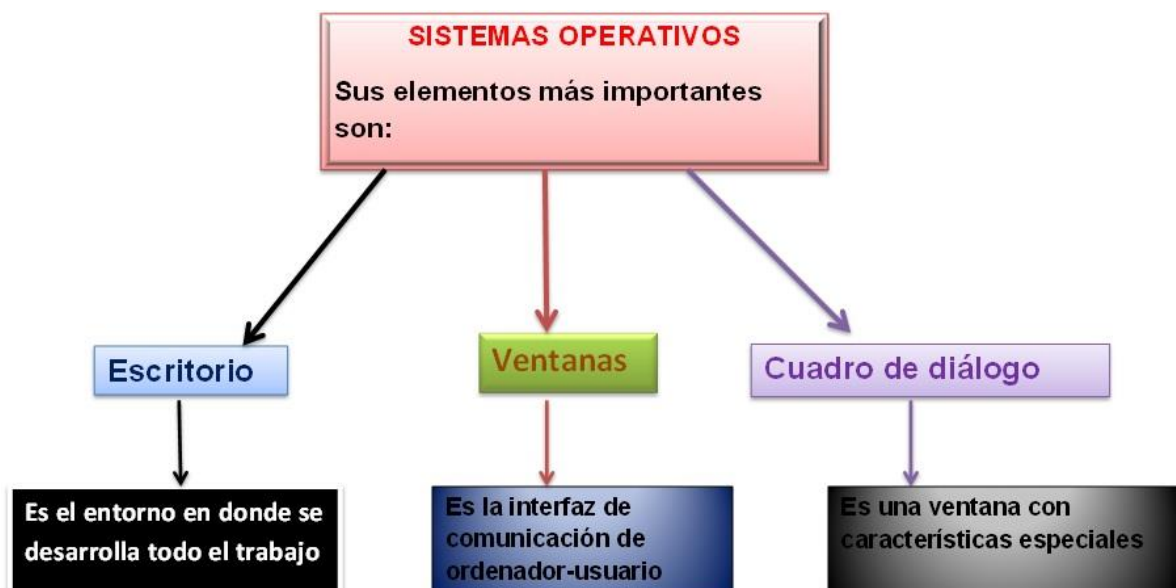 SISTEMAS OPERATIVOS
Sus elementos más importantes
son:
Escritorio
Ventanas
Cuadro de diálogo
Es el entorno en donde se
desarrolla todo el trabajo
Es la interfaz de
comunicación de
ordenador-usuario
Es una ventana con
características especiales